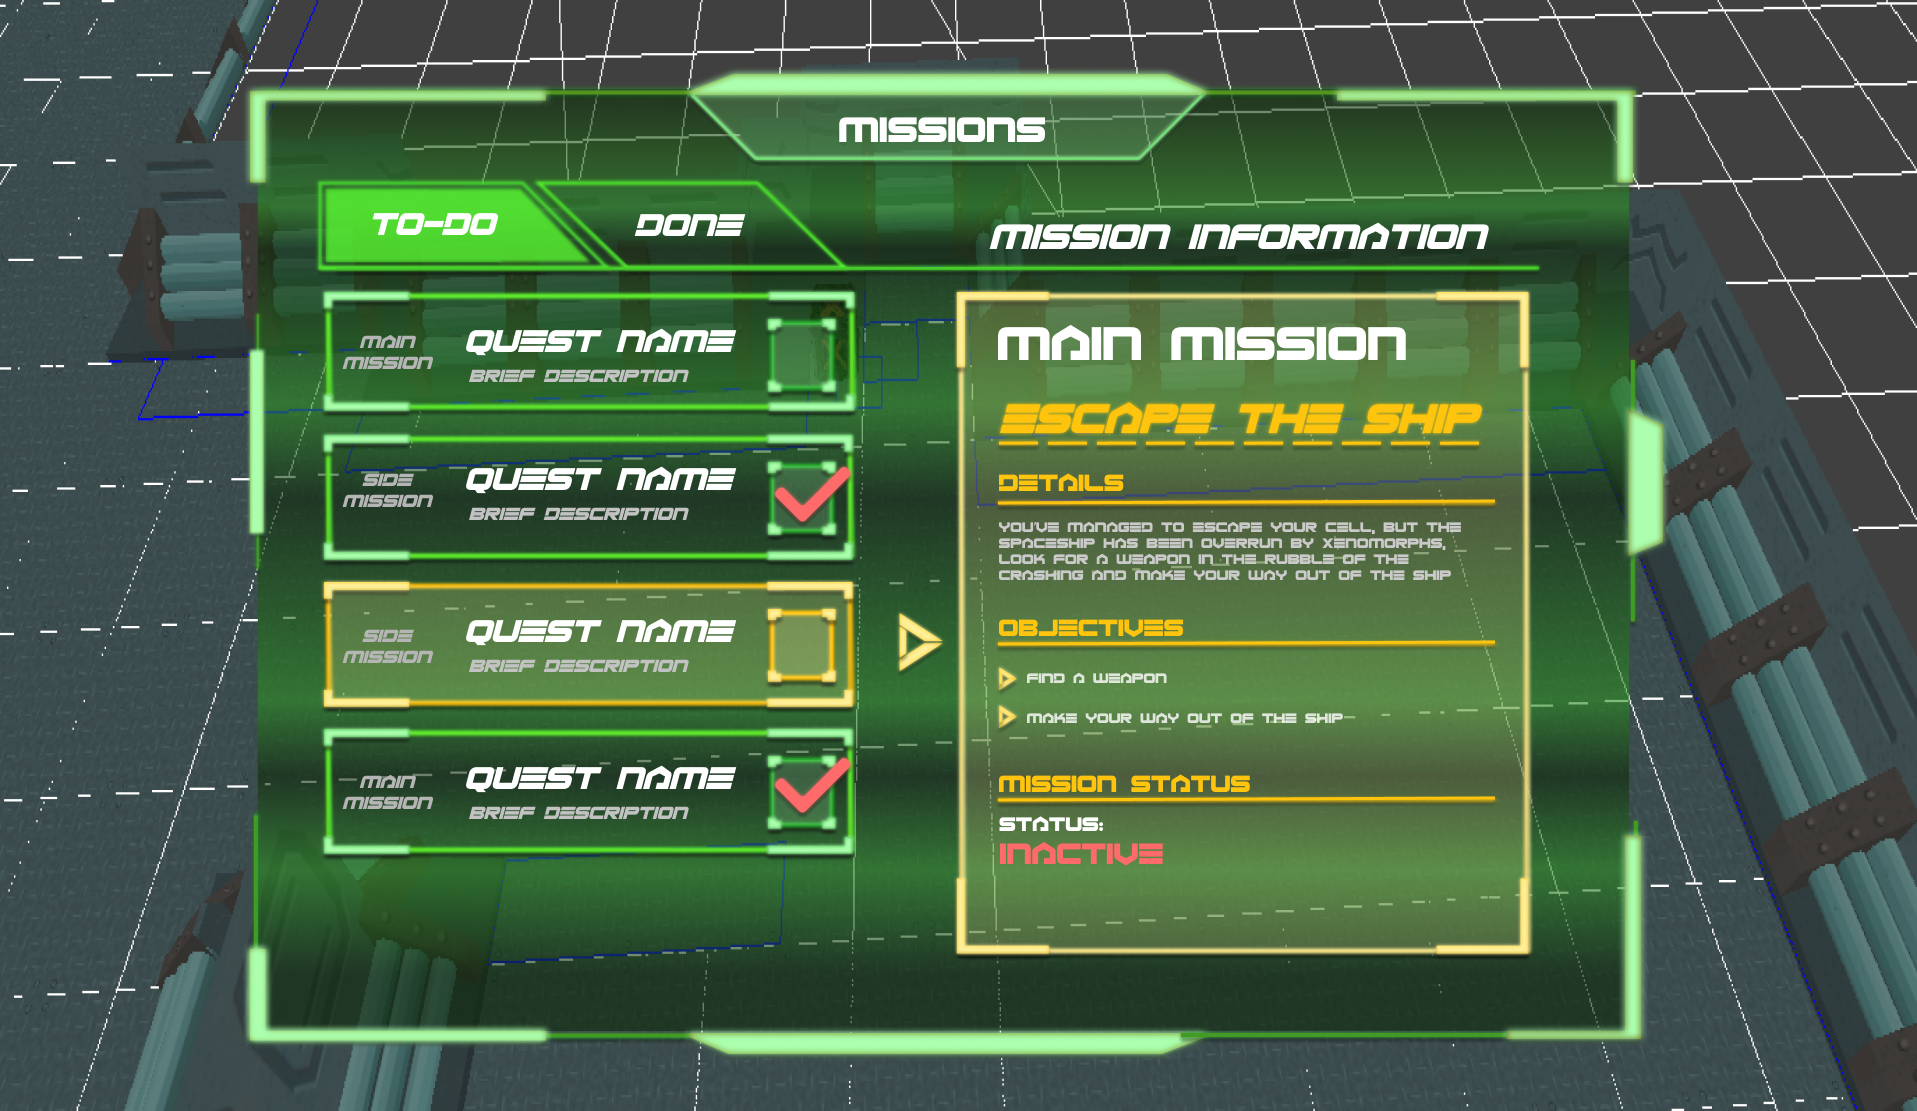 MISSIONS
TO-DO
DONE
MISSION INFORMATION
MAIN
MISSION
QUEST NAME
BRIEF DESCRIPTION
SIDE
MISSION
QUEST NAME
BRIEF DESCRIPTION
SIDE
MISSION
QUEST NAME
BRIEF DESCRIPTION
MAIN
MISSION
QUEST NAME
BRIEF DESCRIPTION
MAIN MISSION
ESCAPE THE SHIP
DETAILS
YOU'VE MANAGED TO ESCAPE YOUR CELL, BUT THE
SPACESHIP HAS BEEN OVERRUN BY XENOMORPHS,
LOOK FOR A WEAPON IN THE RUBBLE OF THE
CRASHING AND MAKE YOUR WAY OUT OF THE SHIP
OBJECTIVES
FIND A WEAPON
MAKE YOUR WAY OUT OF THE SHIP
MISSION STATUS
STATUS:
INACTIVE